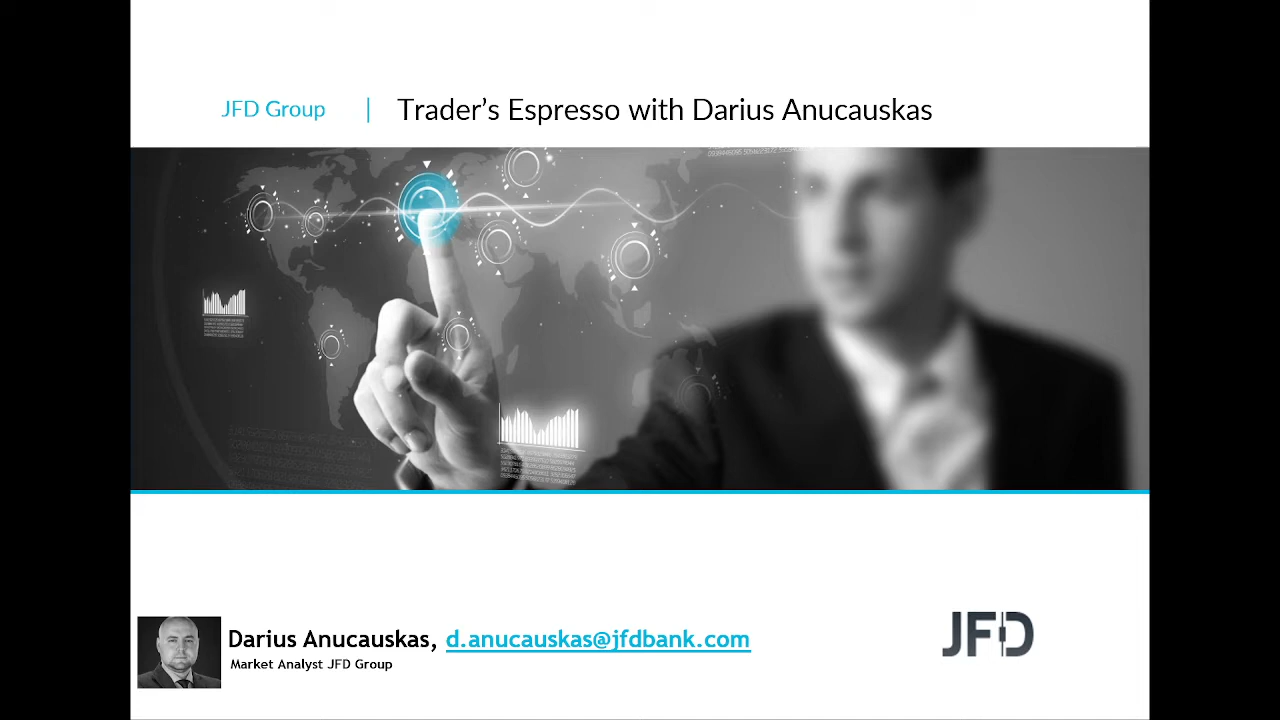 JFD Group | Trader’s Espresso with Darius Anucauskas
Darius Anucauskas, d.anucauskas@jfdbank.com
Market Analyst JFD Group
JFD